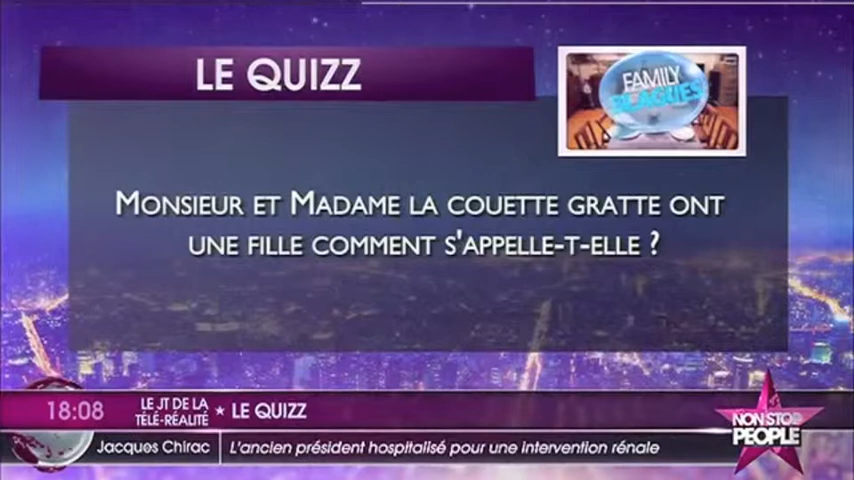 LE QUIZZ
FAMILY
BLAGUES
MONSIEUR ET MADAME LA COUETTE GRATTE ONT
UNE FILLE COMMENT S'APPELLE-T-ELLE ?
18:08
LE JT DE LA
TÉLÉ-RÉALITÉ ★ LE QUIZZ
NON STOP
PEOPLE
Jacques Chirac
L'ancien président hospitalisé pour une intervention rénale